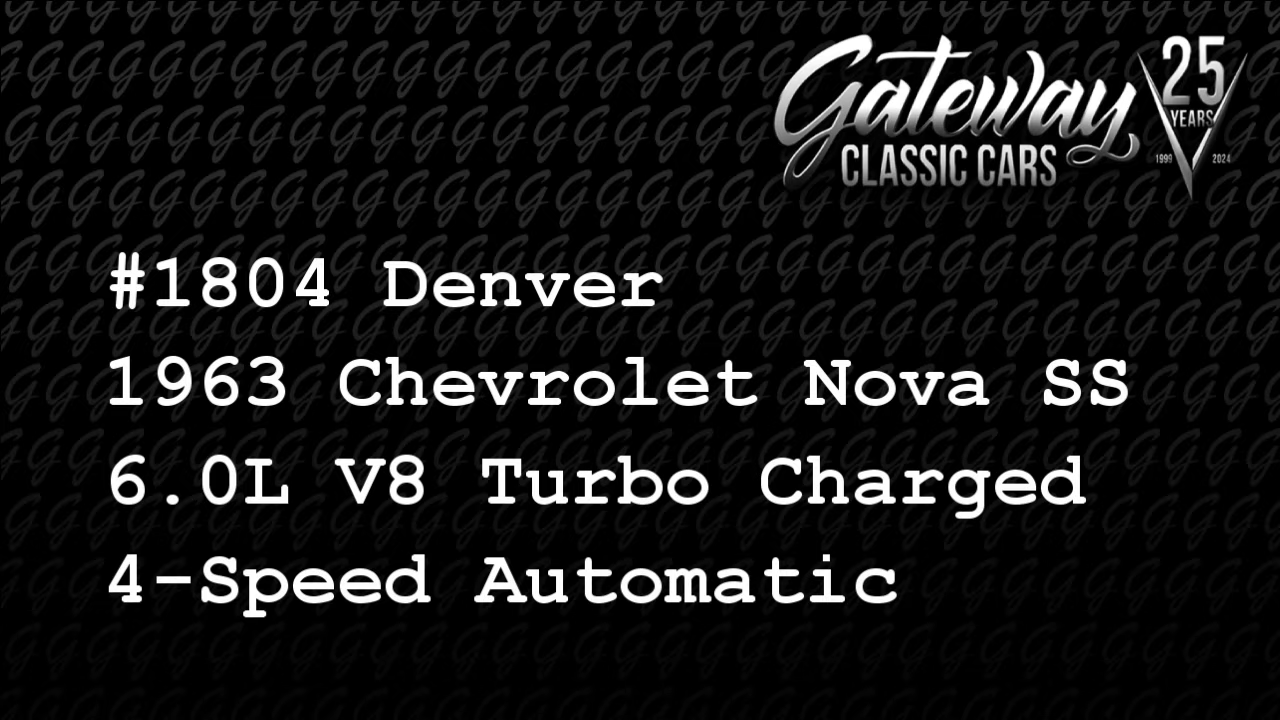 Gateway
CLASSIC CARS
25
YEARS
1999 2024
#1804 Denver
1963 Chevrolet Nova SS
6.0L V8 Turbo Charged
4-Speed Automatic